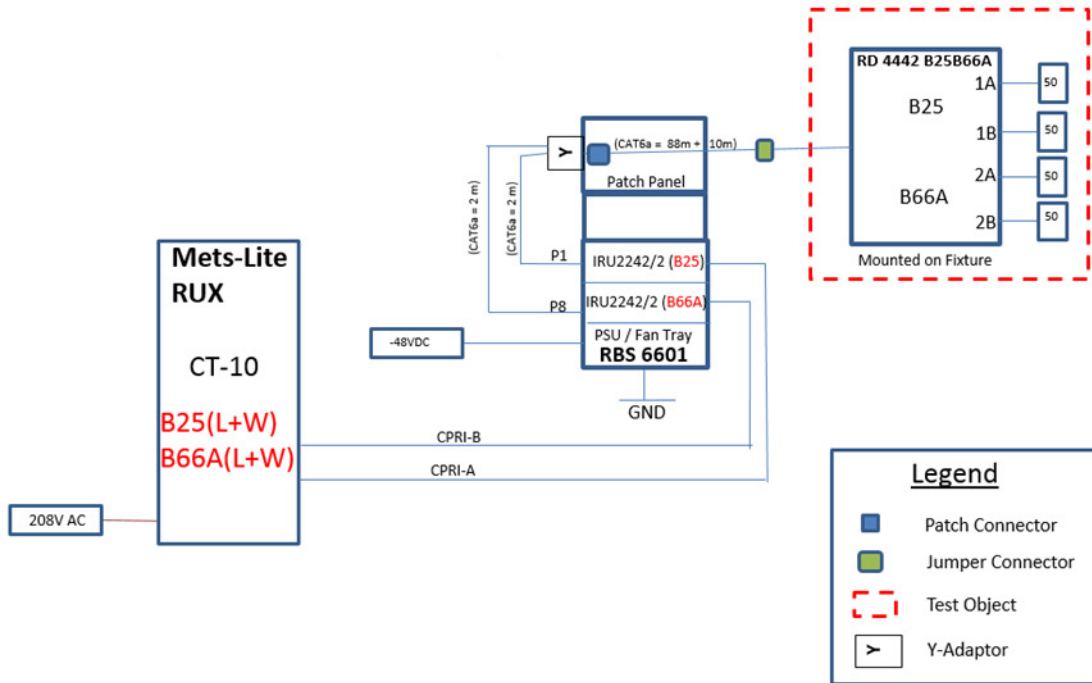 RD 4442 B25B66A
1A
50
B25
1B
50
2A
50
B66A
2B
50
Mounted on Fixture
Y
(CAT6a = 88m + 10m)
Patch Panel
(CAT6a = 2 m)
(CAT6a = 2 m)
P1
IRU2242/2 (B25)
P8
IRU2242/2 (B66A)
-48VDC
PSU / Fan Tray
RBS 6601
GND
Mets-Lite
RUX
CT-10
B25(L+W)
B66A(L+W)
CPRI-B
CPRI-A
208V AC
Legend
Patch Connector
Jumper Connector
Test Object
Y
Y-Adaptor